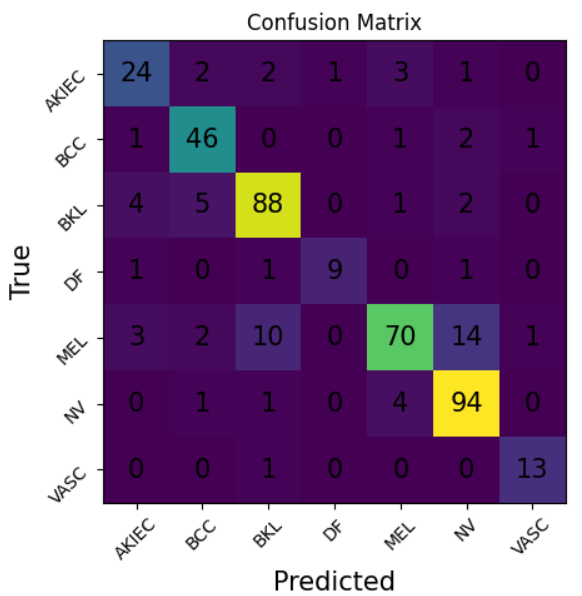 Confusion Matrix
True
AKIEC 24 2 2 1 3 1 0
BCC 1 46 0 0 1 2 1
BKL 4 5 88 0 1 2 0
DF 1 0 1 9 0 1 0
MEL 3 2 10 0 70 14 1
NV 0 1 1 0 4 94 0
VASC 0 0 1 0 0 0 13
AKIEC BCC BKL DF MEL NV VASC
Predicted